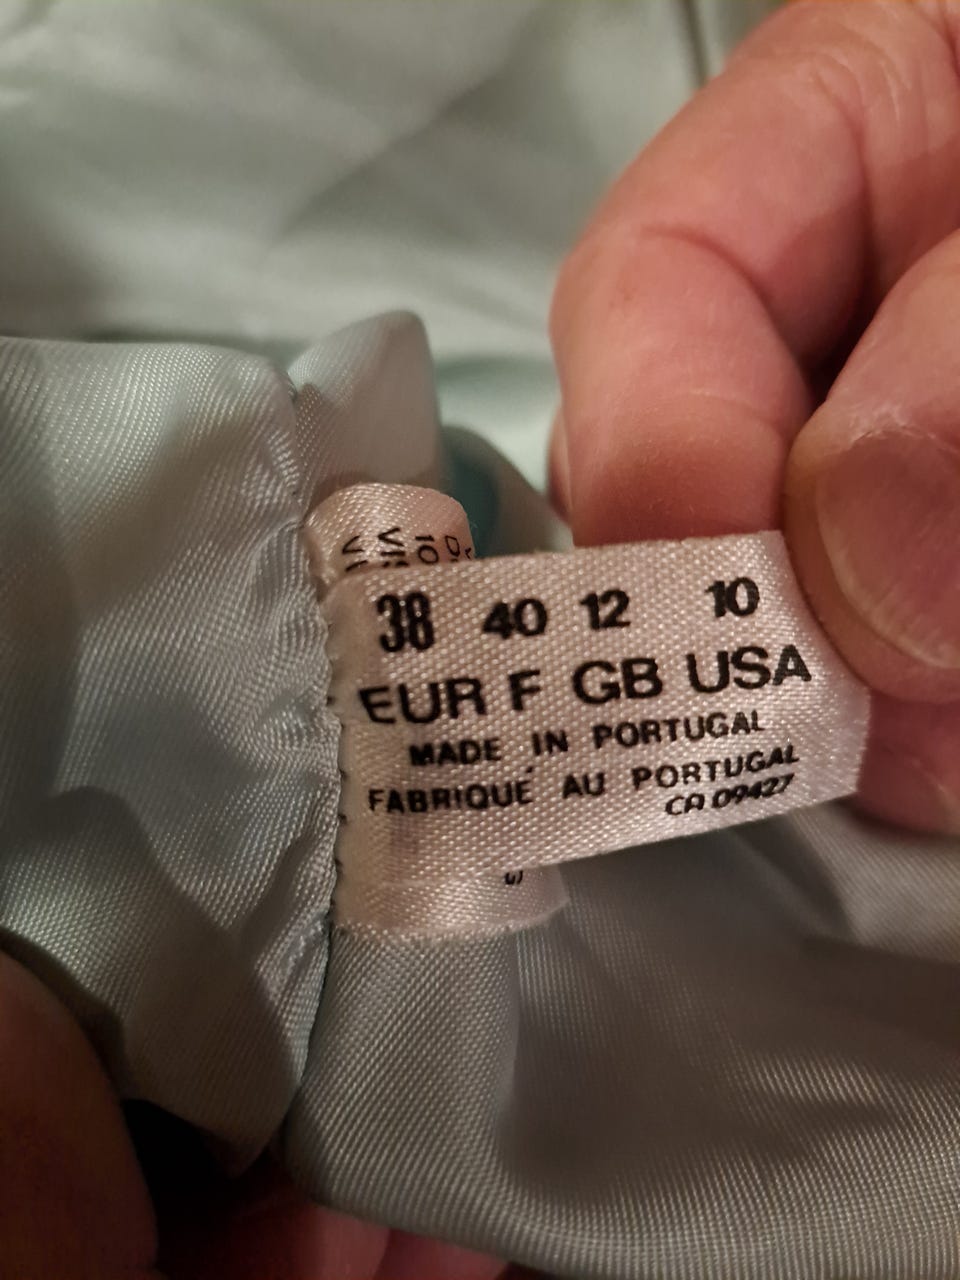 38 40 12 10
EUR F GB USA
MADE IN PORTUGAL
FABRIQUÉ AU PORTUGAL
CA 09427